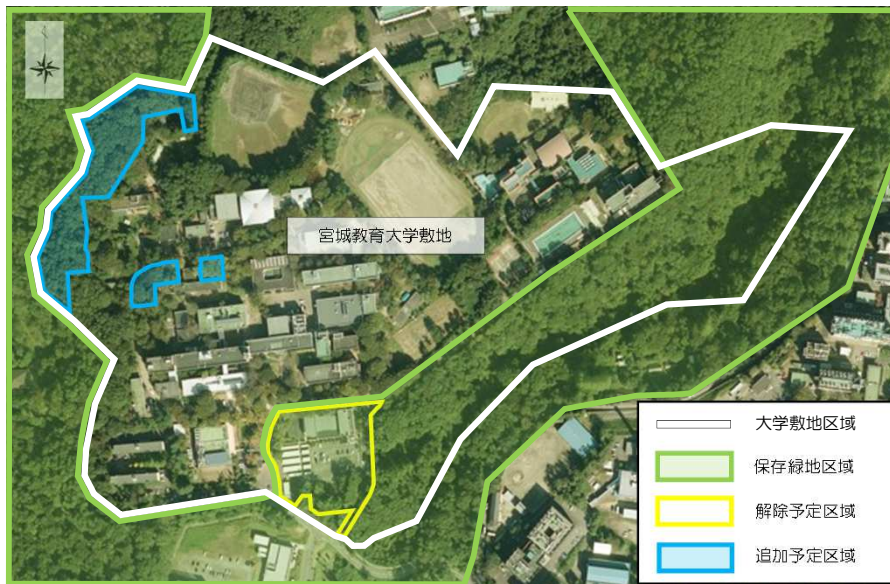 宮城教育大学敷地
大学敷地区域
保存緑地区域
解除予定区域
追加予定区域